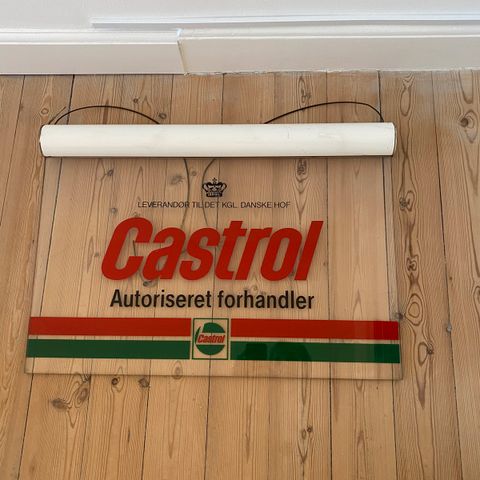 LEVERANDØR TIL DET KGL. DANSKE HOF
Castrol
Autoriseret forhandler
Castrol